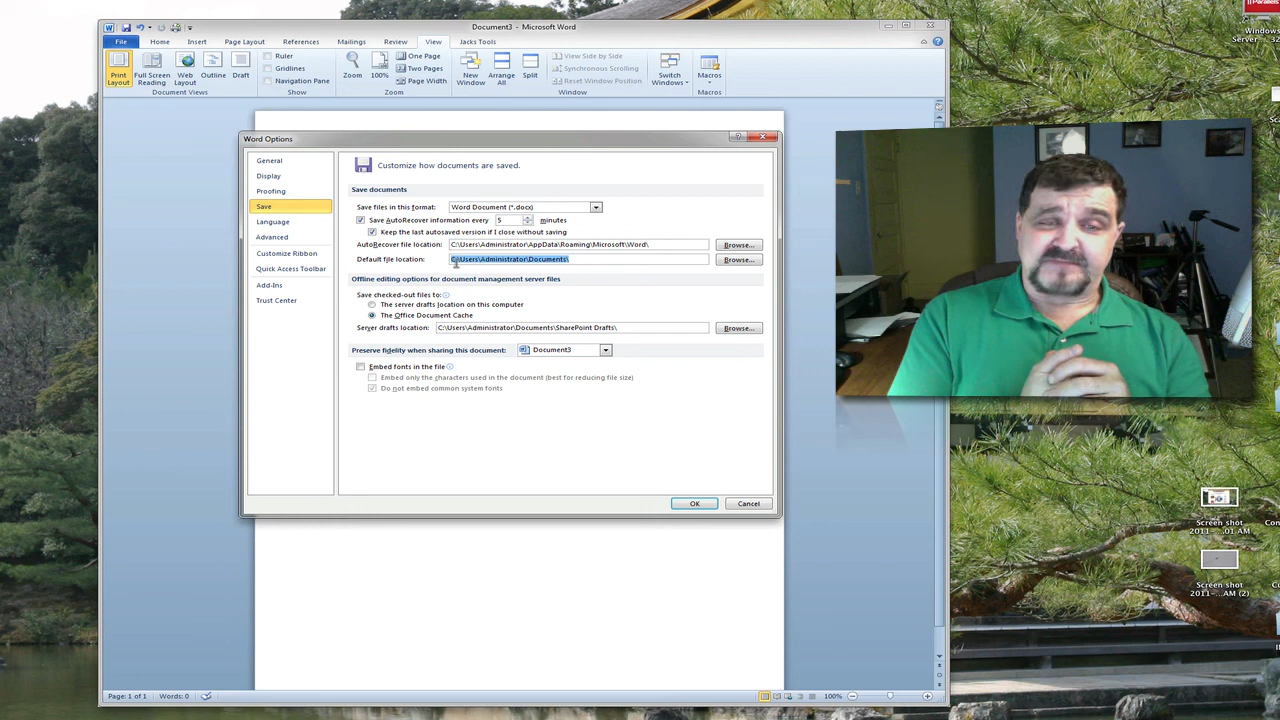 Document3 - Microsoft Word
File Home Insert Page Layout References Mailings Review View Jacks Tools
Print Layout
Full Screen Reading
Web Layout
Outline
Draft
Document Views
Ruler
Gridlines
Navigation Pane
Show
Zoom
100%
One Page
Two Pages
Page Width
Zoom
New Window
Arrange All
Split
View Side by Side
Synchronous Scrolling
Reset Window Position
Window
Switch Windows
Macros
Macros
Word Options
General
Display
Proofing
Save
Language
Advanced
Customize Ribbon
Quick Access Toolbar
Add-Ins
Trust Center
Customize how documents are saved.
Save documents
Save files in this format: Word Document (*.docx)
Save AutoRecover information every 5 minutes
Keep the last autosaved version if I close without saving
AutoRecover file location: C:\Users\Administrator\AppData\Roaming\Microsoft\Word\ Browse...
Default file location: C:\Users\Administrator\Documents\ Browse...
Offline editing options for document management server files
Save checked-out files to:
The server drafts location on this computer
The Office Document Cache
Server drafts location: C:\Users\Administrator\Documents\SharePoint Drafts\ Browse...
Preserve fidelity when sharing this document: Document3
Embed fonts in the file
Embed only the characters used in the document (best for reducing file size)
Do not embed common system fonts
OK Cancel
Page: 1 of 1 Words: 0 100%
Parallels
Windows
Server
Screen shot
2011-...01 AM
Screen shot
2011-...AM (2)